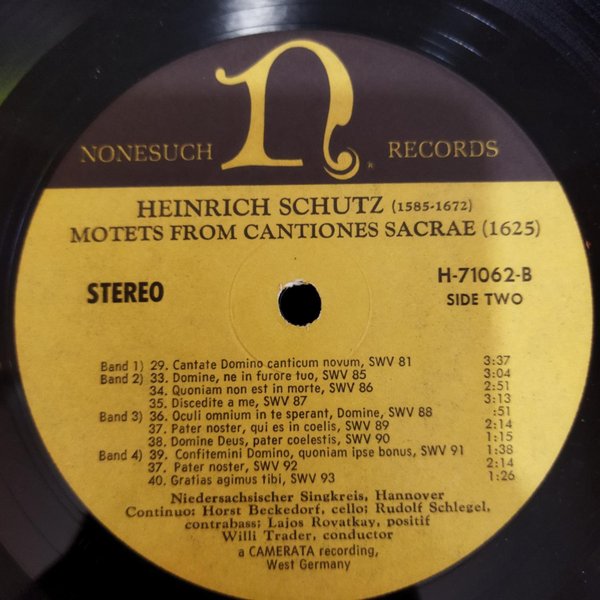 n
NONESUCH RECORDS
HEINRICH SCHUTZ (1585-1672)
MOTETS FROM CANTIONES SACRAE (1625)
STEREO
H-71062-B
SIDE TWO
Band 1) 29. Cantate Domino canticum novum, SWV 81 3:37
Band 2) 33. Domine, ne in furore tuo, SWV 85 3:04
34. Quoniam non est in morte, SWV 86 2:51
35. Discedite a me, SWV 87 3:13
Band 3) 36. Oculi omnium in te sperant, Domine, SWV 88 :51
37. Pater noster, qui es in coelis, SWV 89 2:14
38. Domine Deus, pater coelestis, SWV 90 1:15
Band 4) 39. Confitemini Domino, quoniam ipse bonus, SWV 91 1:38
37. Pater noster, SWV 92 2:14
40. Gratias agimus tibi, SWV 93 1:26
Niedersachsischer Singkreis, Hannover
Continuo: Horst Beckedorf, cello; Rudolf Schlegel,
contrabass; Lajos Rovatkay, positif
Willi Trader, conductor
a CAMERATA recording,
West Germany